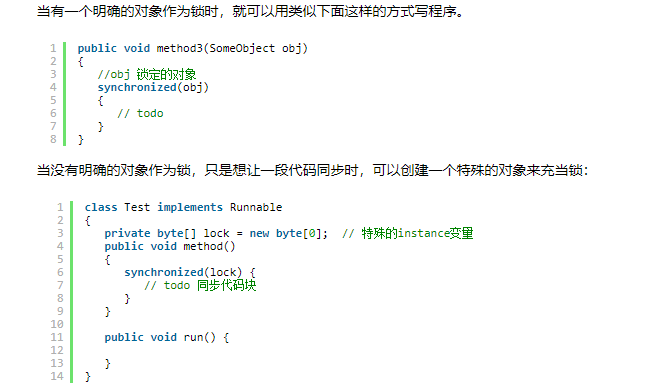 当有一个明确的对象作为锁时，就可以用类似下面这样的方式写程序。
1 public void method3(SomeObject obj)
2 {
3    //obj 锁定的对象
4    synchronized(obj)
5    {
6       // todo
7    }
8 }
当没有明确的对象作为锁，只是想让一段代码同步时，可以创建一个特殊的对象来充当锁：
1 class Test implements Runnable
2 {
3    private byte[] lock = new byte[0];  // 特殊的instance变量
4    public void method()
5    {
6       synchronized(lock) {
7          // todo 同步代码块
8       }
9    }
10
11    public void run() {
12
13    }
14 }